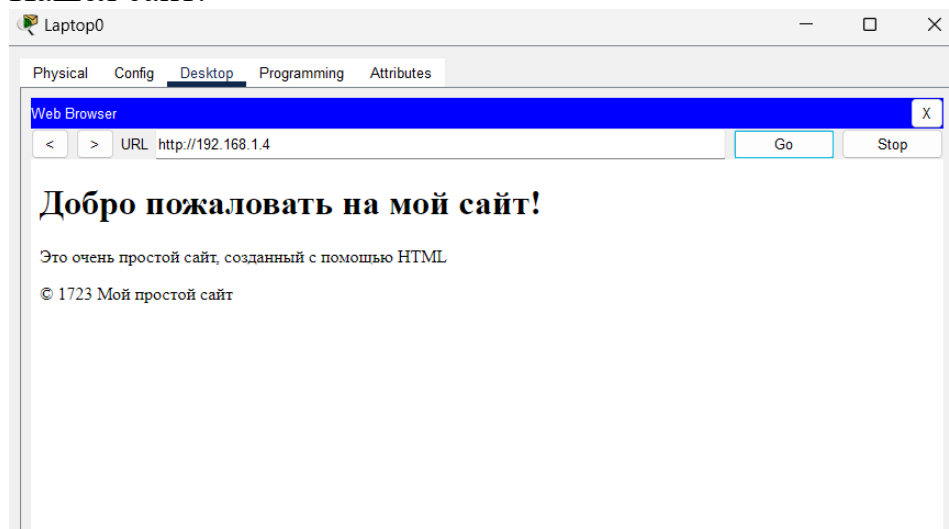 Laptop0
Physical Config Desktop Programming Attributes
Web Browser X
< > URL http://192.168.1.4 Go Stop
Добро пожаловать на мой сайт!
Это очень простой сайт, созданный с помощью HTML
© 1723 Мой простой сайт